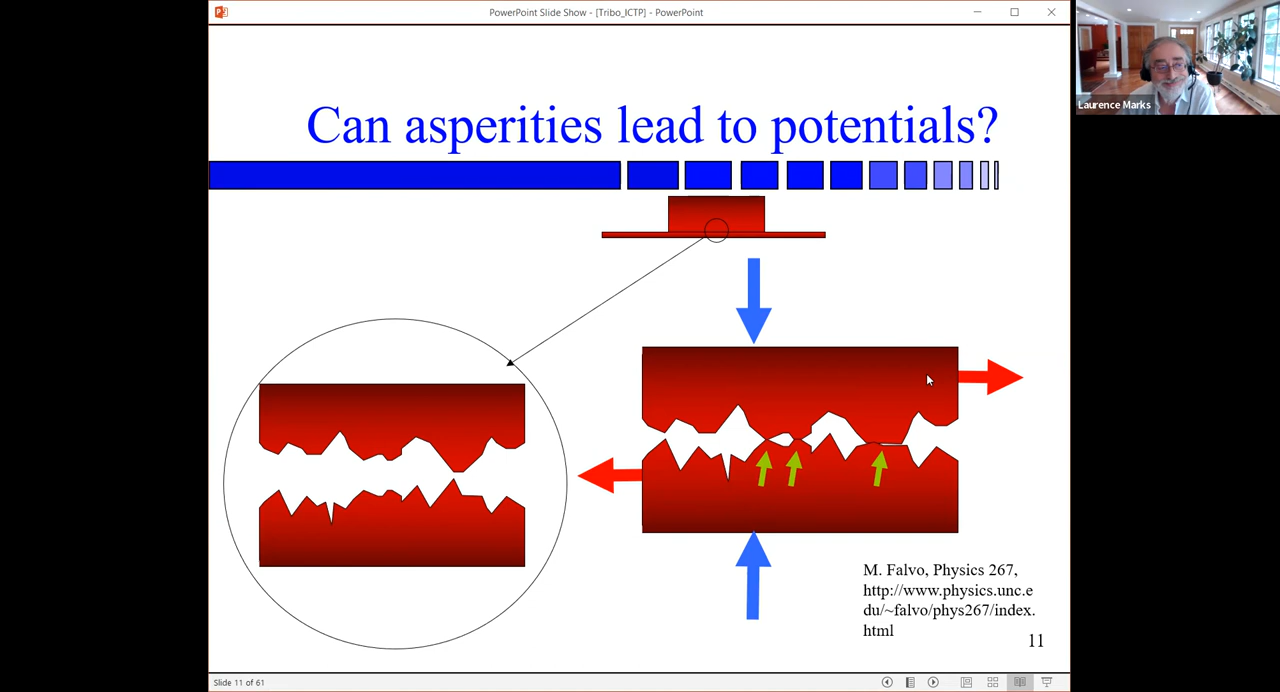 PowerPoint Slide Show - [Tribo_ICTP] - PowerPoint
Laurence Marks
Can asperities lead to potentials?
M. Falvo, Physics 267,
http://www.physics.unc.e
du/~falvo/phys267/index.
html
11
Slide 11 of 61